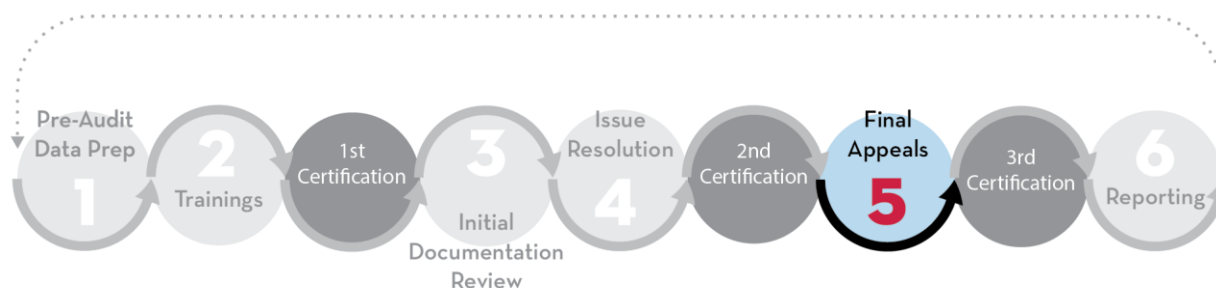 Pre-Audit
Data Prep
1
2
Trainings
1st
Certification
3
Initial
Documentation
Review
Issue
Resolution
4
2nd
Certification
Final
Appeals
5
3rd
Certification
6
Reporting